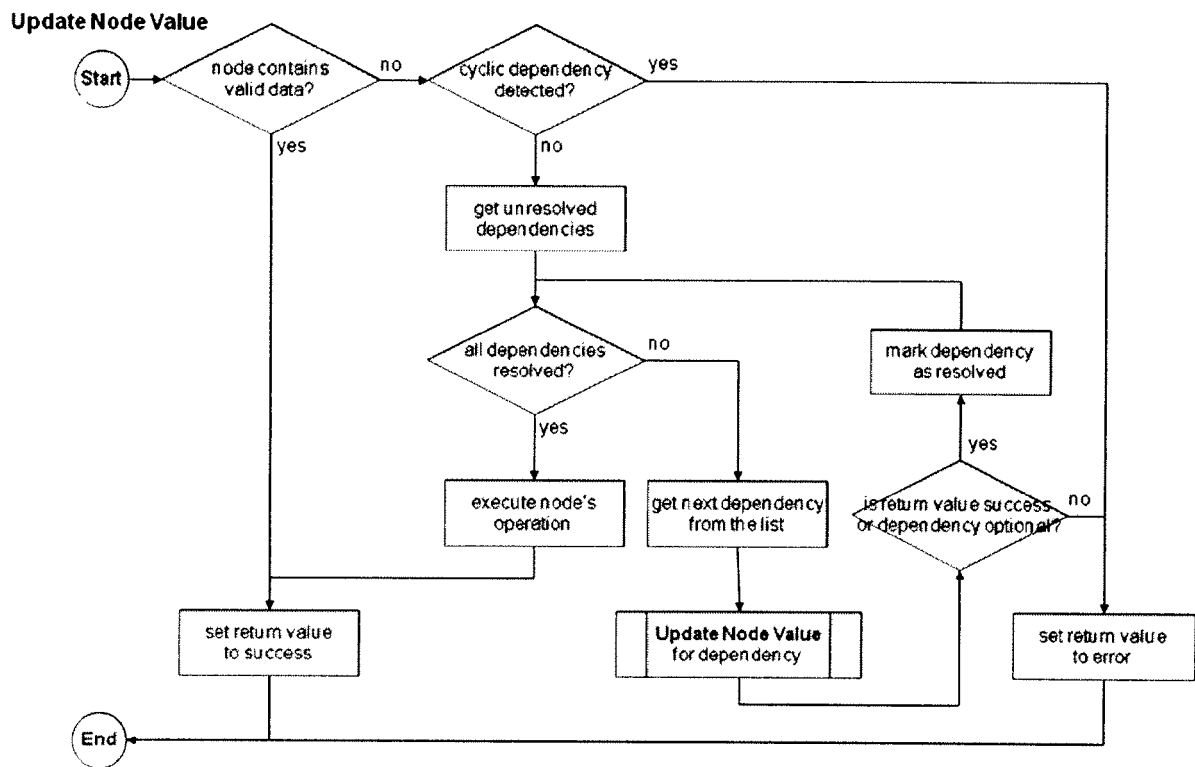 Update Node Value
Start
node contains
valid data?
no
cyclic dependency
detected?
yes
yes
no
get unresolved
dependencies
all dependencies
resolved?
no
mark dependency
as resolved
yes
yes
execute node's
operation
get next dependency
from the list
is return value success
or dependency optional?
no
set return value
to success
Update Node Value
for dependency
set return value
to error
End